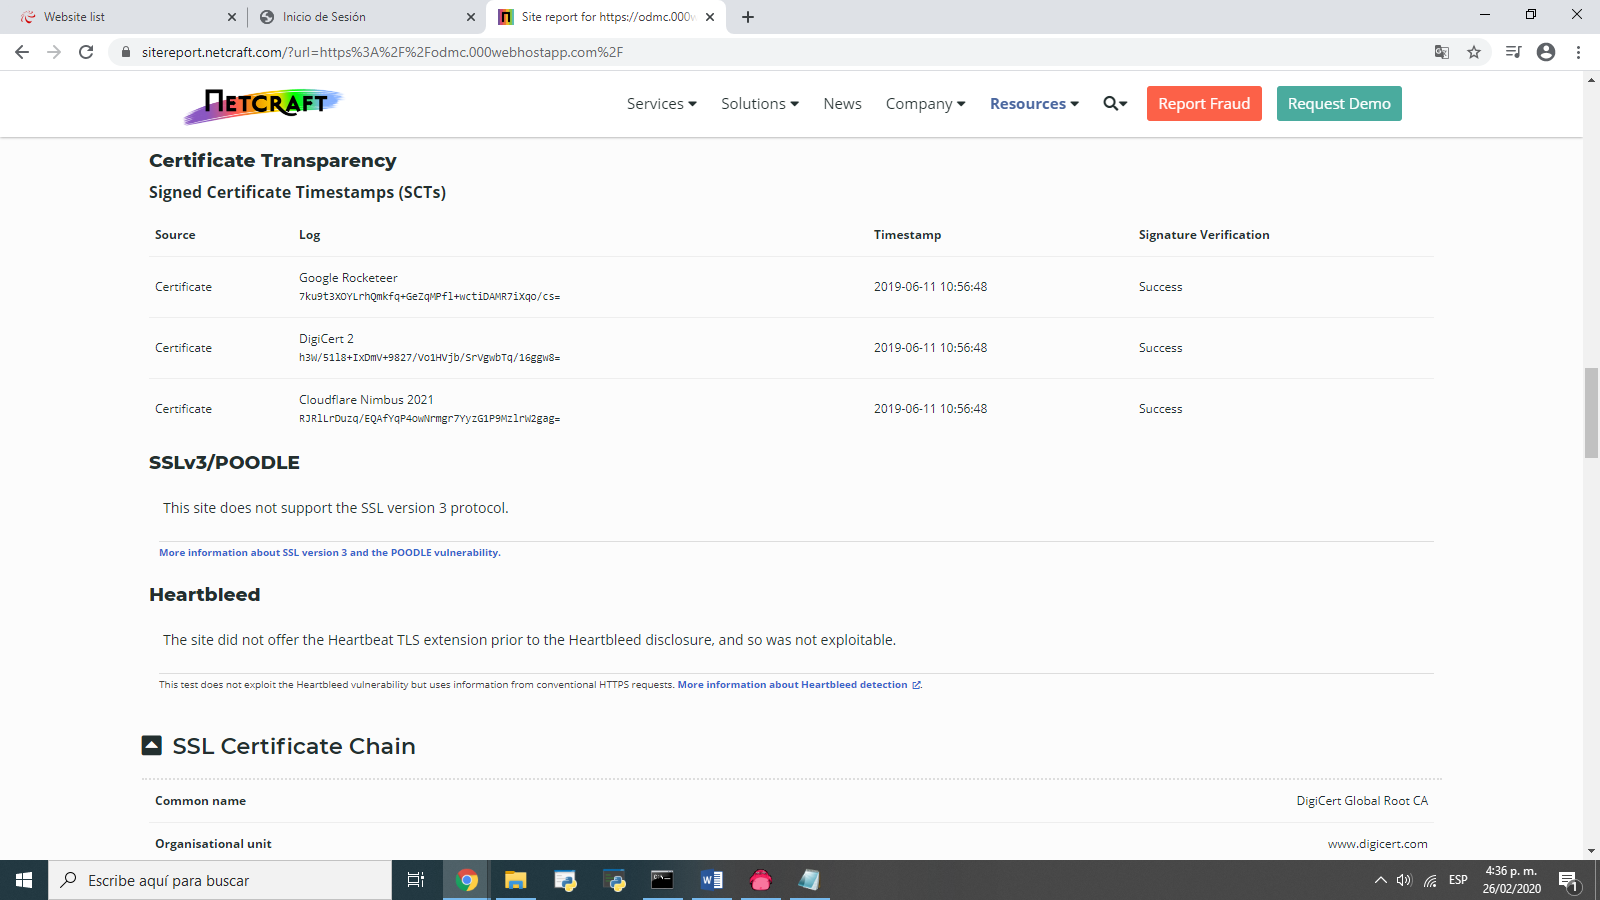 Website list
Inicio de Sesión
Site report for https://odmc.000w
sitereport.netcraft.com/?url=https%3A%2F%2Fodmc.000webhostapp.com%2F
NETCRAFT
Services
Solutions
News
Company
Resources
Report Fraud
Request Demo
Certificate Transparency
Signed Certificate Timestamps (SCTs)
Source Log Timestamp Signature Verification
Google Rocketeer
Certificate 2019-06-11 10:56:48 Success
7ku9t3XOYLrhQmkfq+GeZqMPfl+wctiDAMR7iXqo/cs=
DigiCert 2
Certificate 2019-06-11 10:56:48 Success
h3W/51l8+IxDmV+9827/Vo1HVjb/SrVgwbTq/16ggw8=
Cloudflare Nimbus 2021
Certificate 2019-06-11 10:56:48 Success
RJRlLrDuzq/EQAfYqP4owNrmgr7YyzG1P9MzlrW2gag=
SSLv3/POODLE
This site does not support the SSL version 3 protocol.
More information about SSL version 3 and the POODLE vulnerability.
Heartbleed
The site did not offer the Heartbeat TLS extension prior to the Heartbleed disclosure, and so was not exploitable.
This test does not exploit the Heartbleed vulnerability but uses information from conventional HTTPS requests. More information about Heartbleed detection.
SSL Certificate Chain
Common name DigiCert Global Root CA
Organisational unit www.digicert.com
Escribe aquí para buscar
ESP
4:36 p. m.
26/02/2020
1